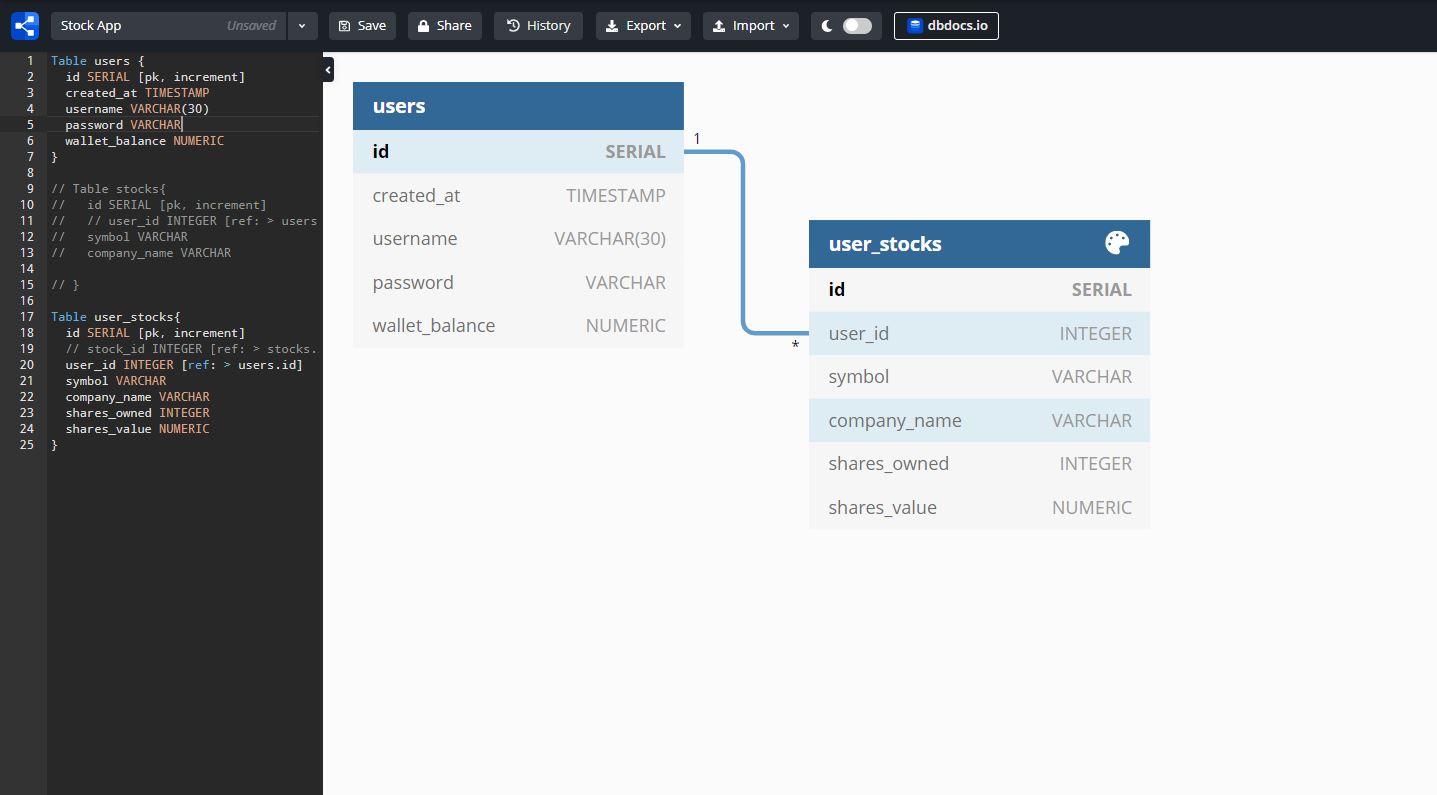 Stock App Unsaved Save Share History Export Import dbdocs.io
1 Table users {
2 id SERIAL [pk, increment]
3 created_at TIMESTAMP
4 username VARCHAR(30)
5 password VARCHAR
6 wallet_balance NUMERIC
7 }
8
9 // Table stocks{
10 // id SERIAL [pk, increment]
11 // // user_id INTEGER [ref: > users
12 // symbol VARCHAR
13 // company_name VARCHAR
14
15 // }
16
17 Table user_stocks{
18 id SERIAL [pk, increment]
19 // stock_id INTEGER [ref: > stocks.
20 user_id INTEGER [ref: > users.id]
21 symbol VARCHAR
22 company_name VARCHAR
23 shares_owned INTEGER
24 shares_value NUMERIC
25 }
users
id SERIAL
created_at TIMESTAMP
username VARCHAR(30)
password VARCHAR
wallet_balance NUMERIC
1
*
user_stocks
id SERIAL
user_id INTEGER
symbol VARCHAR
company_name VARCHAR
shares_owned INTEGER
shares_value NUMERIC